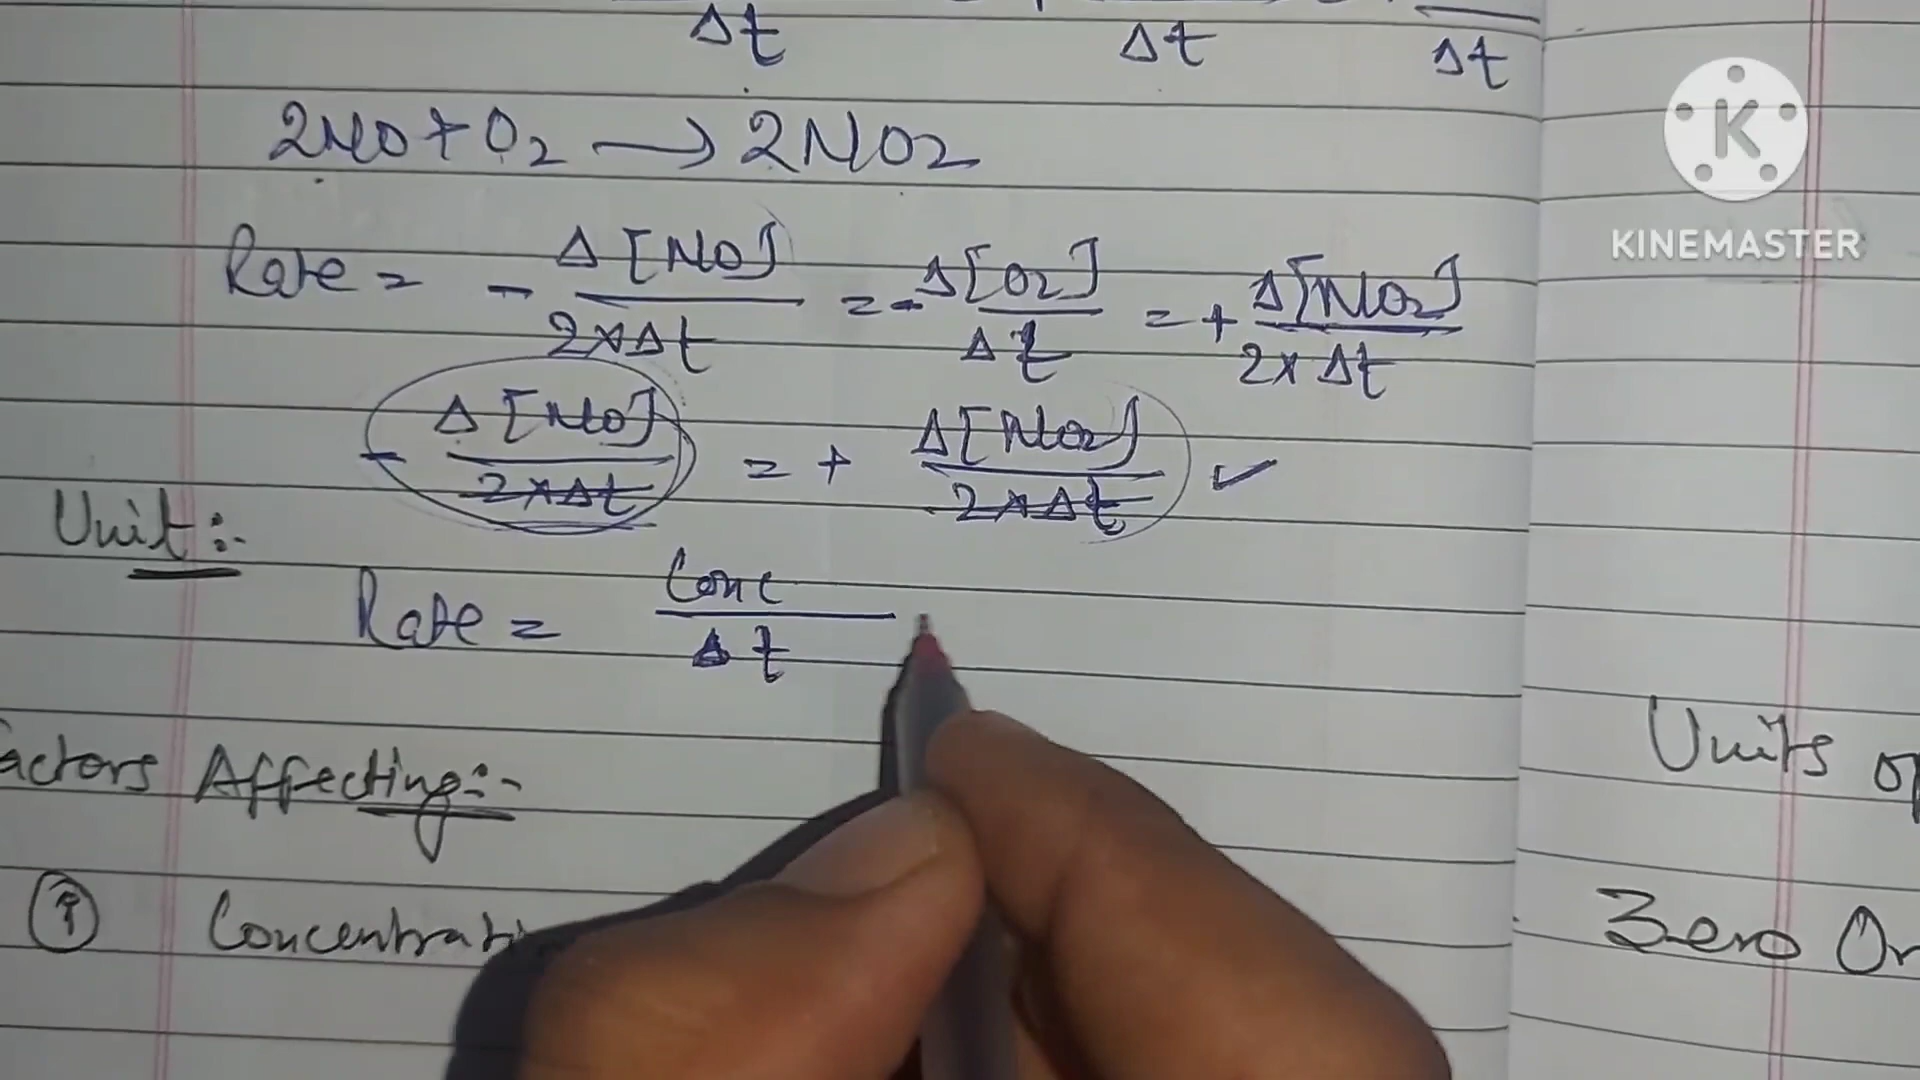 Δt Δt Δt
2NO + O2 → 2NO2
K
KINEMASTER
Rate = - Δ[NO] / 2×Δt = - Δ[O2] / Δt = + Δ[NO2] / 2×Δt
- Δ[NO] / 2×Δt = + Δ[NO2] / 2×Δt ✓
Unit :-
Rate = Conc / Δt
actors Affecting:-
Units of
① Concentrati
Zero Or